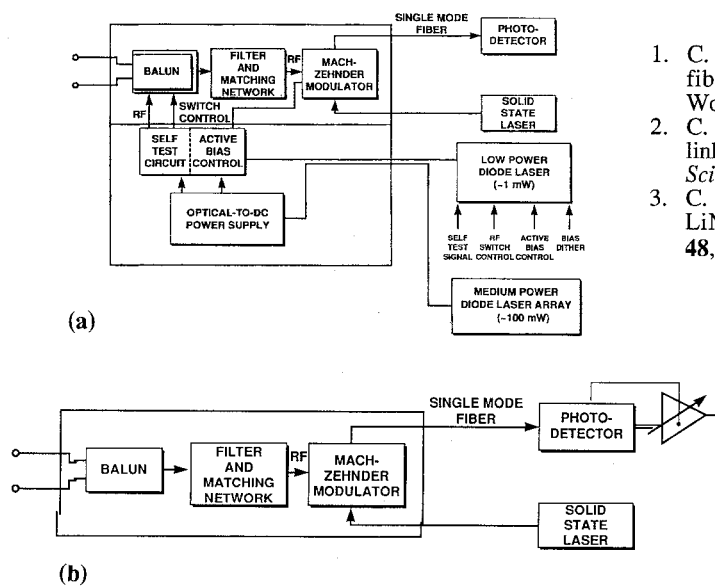 SINGLE MODE
FIBER
PHOTO-
DETECTOR
BALUN
FILTER
AND
MATCHING
NETWORK
RF
MACH-
ZEHNDER
MODULATOR
RF
SWITCH
CONTROL
SOLID
STATE
LASER
SELF
TEST
CIRCUIT
ACTIVE
BIAS
CONTROL
LOW POWER
DIODE LASER
(~1 mW)
OPTICAL-TO-DC
POWER SUPPLY
SELF
TEST
SIGNAL
RF
SWITCH
CONTROL
ACTIVE
BIAS
CONTROL
BIAS
DITHER
MEDIUM POWER
DIODE LASER ARRAY
(~100 mW)
(a)
1. C.
fib
Wo
2. C.
link
Sci
3. C.
LiN
48,
SINGLE MODE
FIBER
PHOTO-
DETECTOR
BALUN
FILTER
AND
MATCHING
NETWORK
RF
MACH-
ZEHNDER
MODULATOR
SOLID
STATE
LASER
(b)